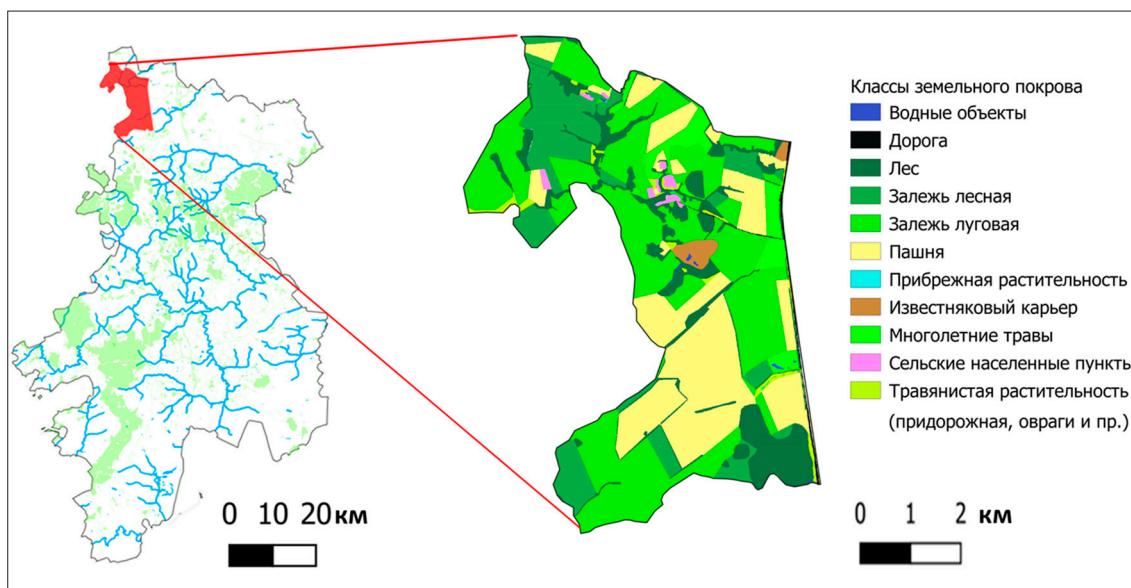 Классы земельного покрова
Водные объекты
Дорога
Лес
Залежь лесная
Залежь луговая
Пашня
Прибрежная растительность
Известняковый карьер
Многолетние травы
Сельские населенные пункть
Травянистая растительность
(придорожная, овраги и пр.)
0 10 20 км
0 1 2 км